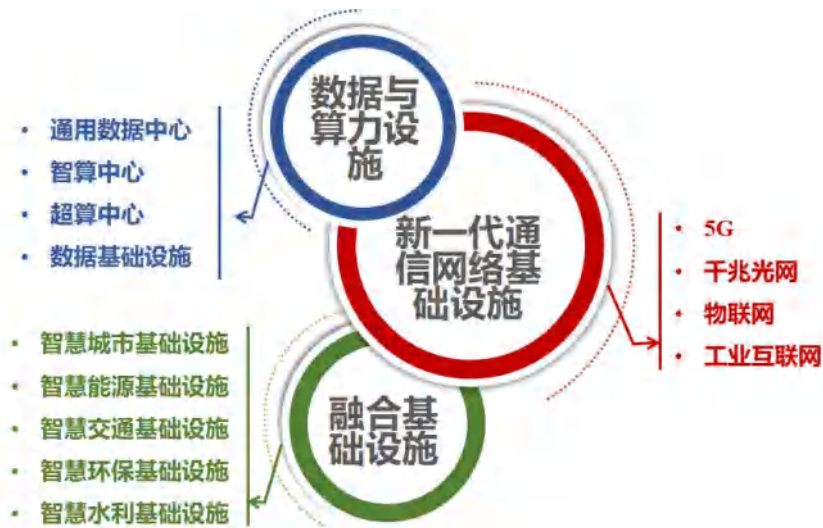 数据与
算力设
施
• 通用数据中心
• 智算中心
• 超算中心
• 数据基础设施
新一代通
信网络基
础设施
• 5G
• 千兆光网
• 物联网
• 工业互联网
融合基
础设施
• 智慧城市基础设施
• 智慧能源基础设施
• 智慧交通基础设施
• 智慧环保基础设施
• 智慧水利基础设施